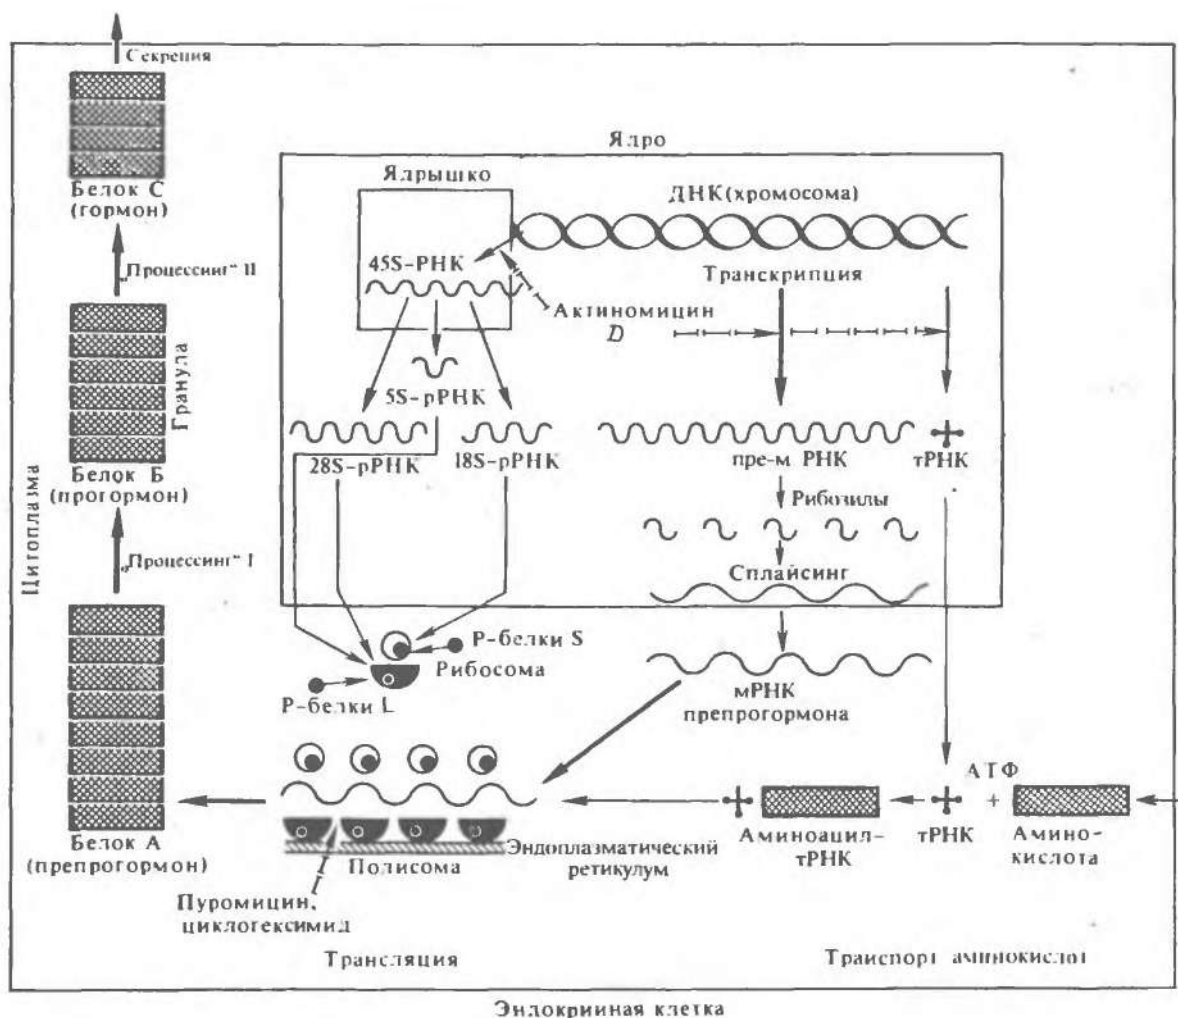 Секреция
Белок С
(гормон)
„Процессинг“ II
Гранула
Белок Б
(прогормон)
„Процессинг“ I
Цитоплазма
Белок А
(препрогормон)
Ядро
Ядрышко
ДНК(хромосома)
45S-РНК
Транскрипция
Актиномицин
D
5S-рРНК
28S-рРНК
18S-рРНК
пре-м РНК
тРНК
Рибозилы
Сплайсинг
Р-белки S
Рибосома
Р-белки L
мРНК
препрогормона
АТФ
+
Аминоацил-
тРНК
тРНК
Амино-
кислота
Эндоплазматический
ретикулум
Полисома
Пуромицин,
циклогексимид
Трансляция
Транспорт аминокислот
Эндокринная клетка